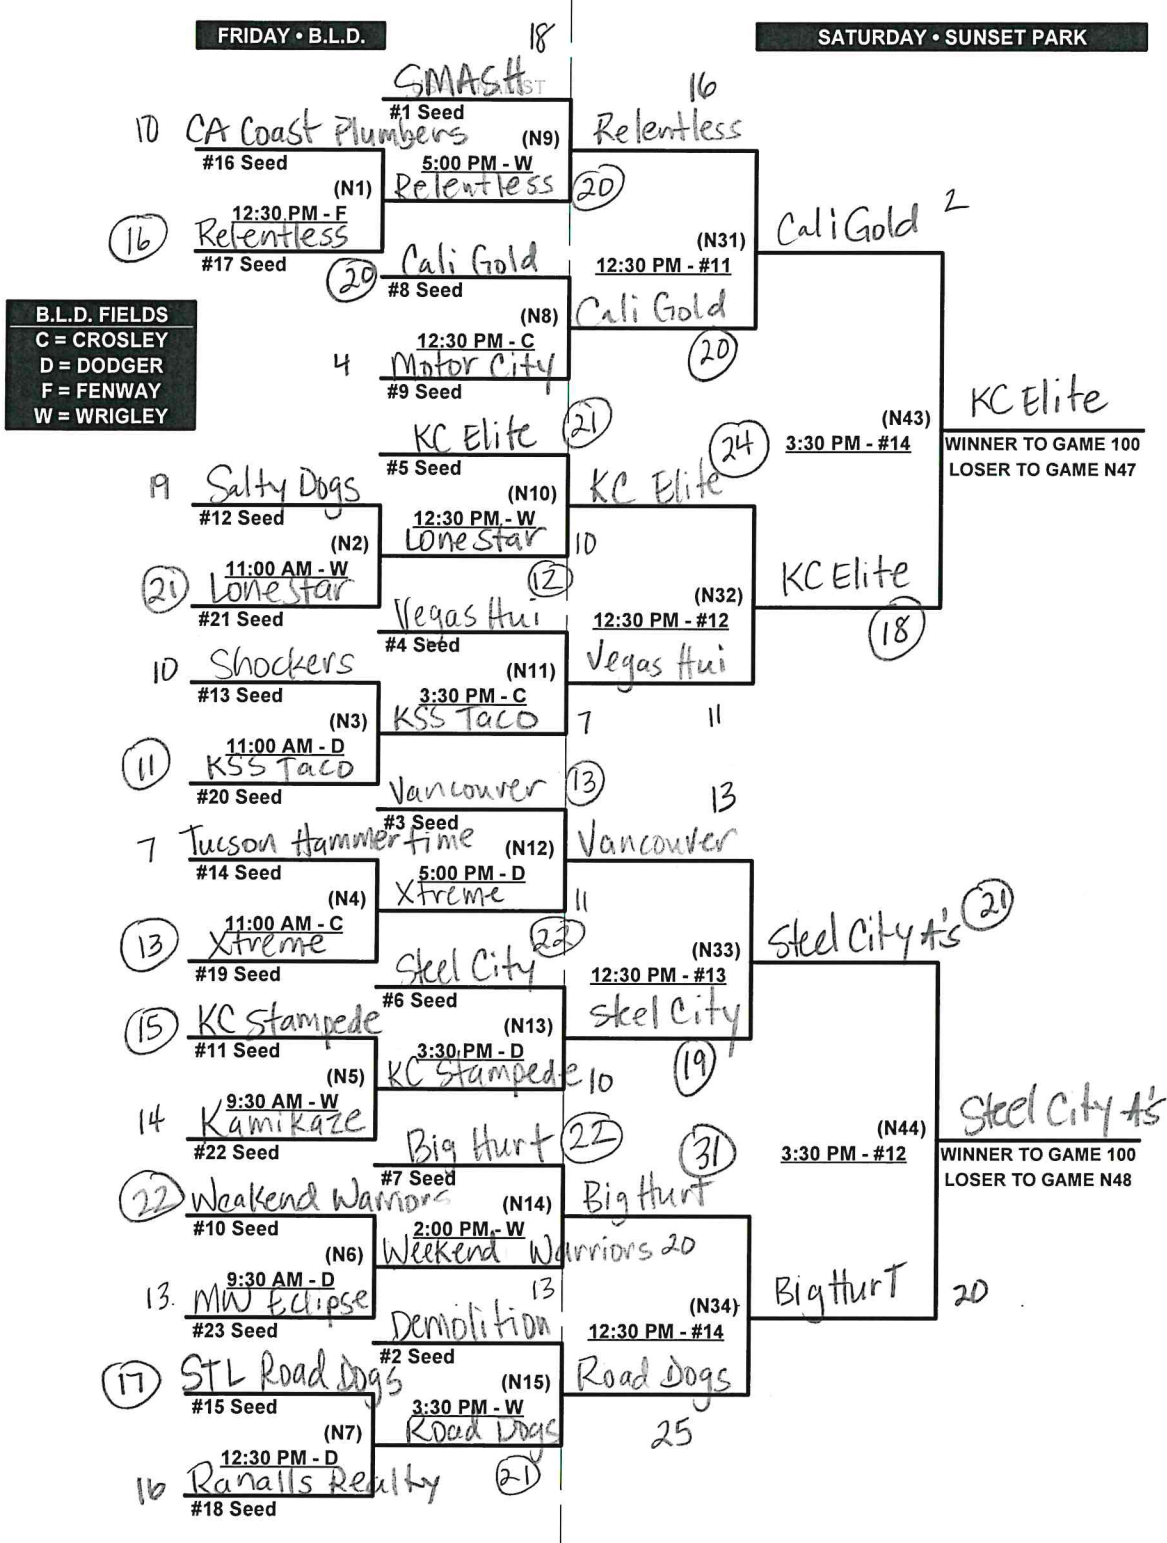 FRIDAY • B.L.D.
18
SATURDAY • SUNSET PARK
SMASH
#1 Seed
16
10 CA Coast Plumbers
(N9)
Relentless
#16 Seed
5:00 PM - W
(N1)
Relentless
20
12:30 PM - F
16
Relentless
#17 Seed
Cali Gold 2
(N31)
20
Cali Gold
12:30 PM - #11
#8 Seed
B.L.D. FIELDS
C = CROSLEY
D = DODGER
F = FENWAY
W = WRIGLEY
(N8)
Cali Gold
12:30 PM - C
20
4
Motor City
#9 Seed
KC Elite
21
KC Elite
(N43)
#5 Seed
24
3:30 PM - #14
WINNER TO GAME 100
LOSER TO GAME N47
19 Salty Dogs
(N10)
KC Elite
#12 Seed
12:30 PM - W
(N2)
Lonestar
10
11:00 AM - W
21
Lonestar
12
KC Elite
#21 Seed
(N32)
Vegas Hui
12:30 PM - #12
18
#4 Seed
10 Shockers
(N11)
Vegas Hui
#13 Seed
3:30 PM - C
(N3)
KSS Taco
7
11
11:00 AM - D
11
KSS Taco
#20 Seed
Vancouver
13
13
#3 Seed
7 Tucson Hammertime
(N12)
Vancouver
#14 Seed
5:00 PM - D
(N4)
Xtreme
11
11:00 AM - C
13
Xtreme
22
Steel City A's
21
#19 Seed
(N33)
Steel City
12:30 PM - #13
#6 Seed
15
KC Stampede
(N13)
Steel City
#11 Seed
3:30 PM - D
(N5)
KC Stampede
10
19
9:30 AM - W
14
Kamikaze
Steel City A's
#22 Seed
(N44)
Big Hurt
22
31
3:30 PM - #12
WINNER TO GAME 100
LOSER TO GAME N48
#7 Seed
22
Weakend Warriors
(N14)
Big Hurt
#10 Seed
2:00 PM - W
(N6)
Weekend Warriors 20
9:30 AM - D
13
13.
MW Eclipse
Big Hurt
20
#23 Seed
(N34)
Demolition
12:30 PM - #14
#2 Seed
17
STL Road Dogs
(N15)
Road Dogs
#15 Seed
3:30 PM - W
(N7)
Road Dogs
25
12:30 PM - D
21
16
Ranalls Realty
#18 Seed